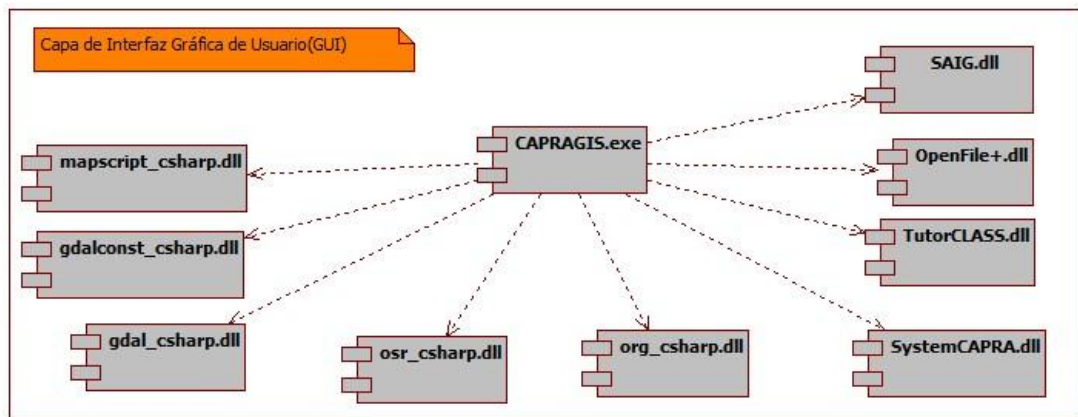 Capa de Interfaz Gráfica de Usuario(GUI)
SAIG.dll
CAPRAGIS.exe
mapscript_csharp.dll
OpenFile+.dll
gdalconst_csharp.dll
TutorCLASS.dll
gdal_csharp.dll
osr_csharp.dll
org_csharp.dll
SystemCAPRA.dll